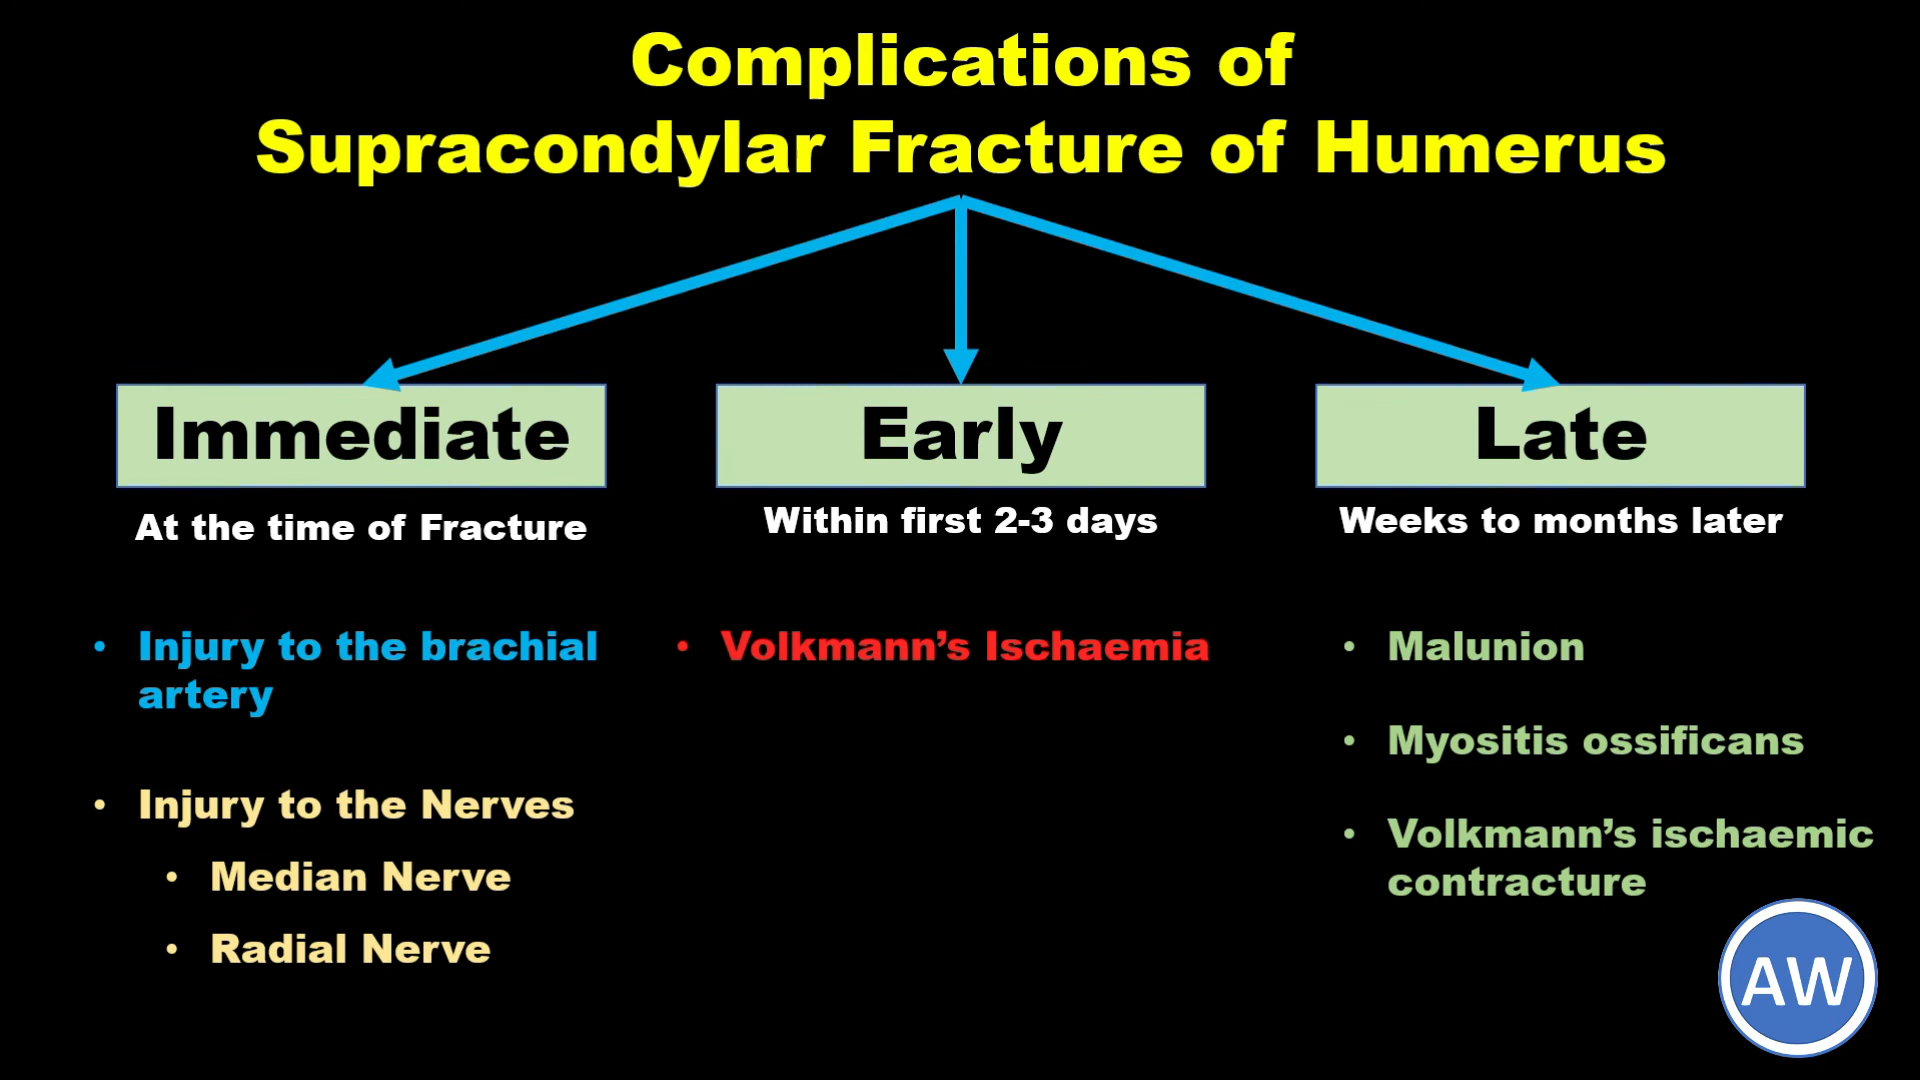 Complications of
Supracondylar Fracture of Humerus
Immediate
At the time of Fracture
• Injury to the brachial
artery
• Injury to the Nerves
• Median Nerve
• Radial Nerve
Early
Within first 2-3 days
• Volkmann’s Ischaemia
Late
Weeks to months later
• Malunion
• Myositis ossificans
• Volkmann’s ischaemic
contracture
AW